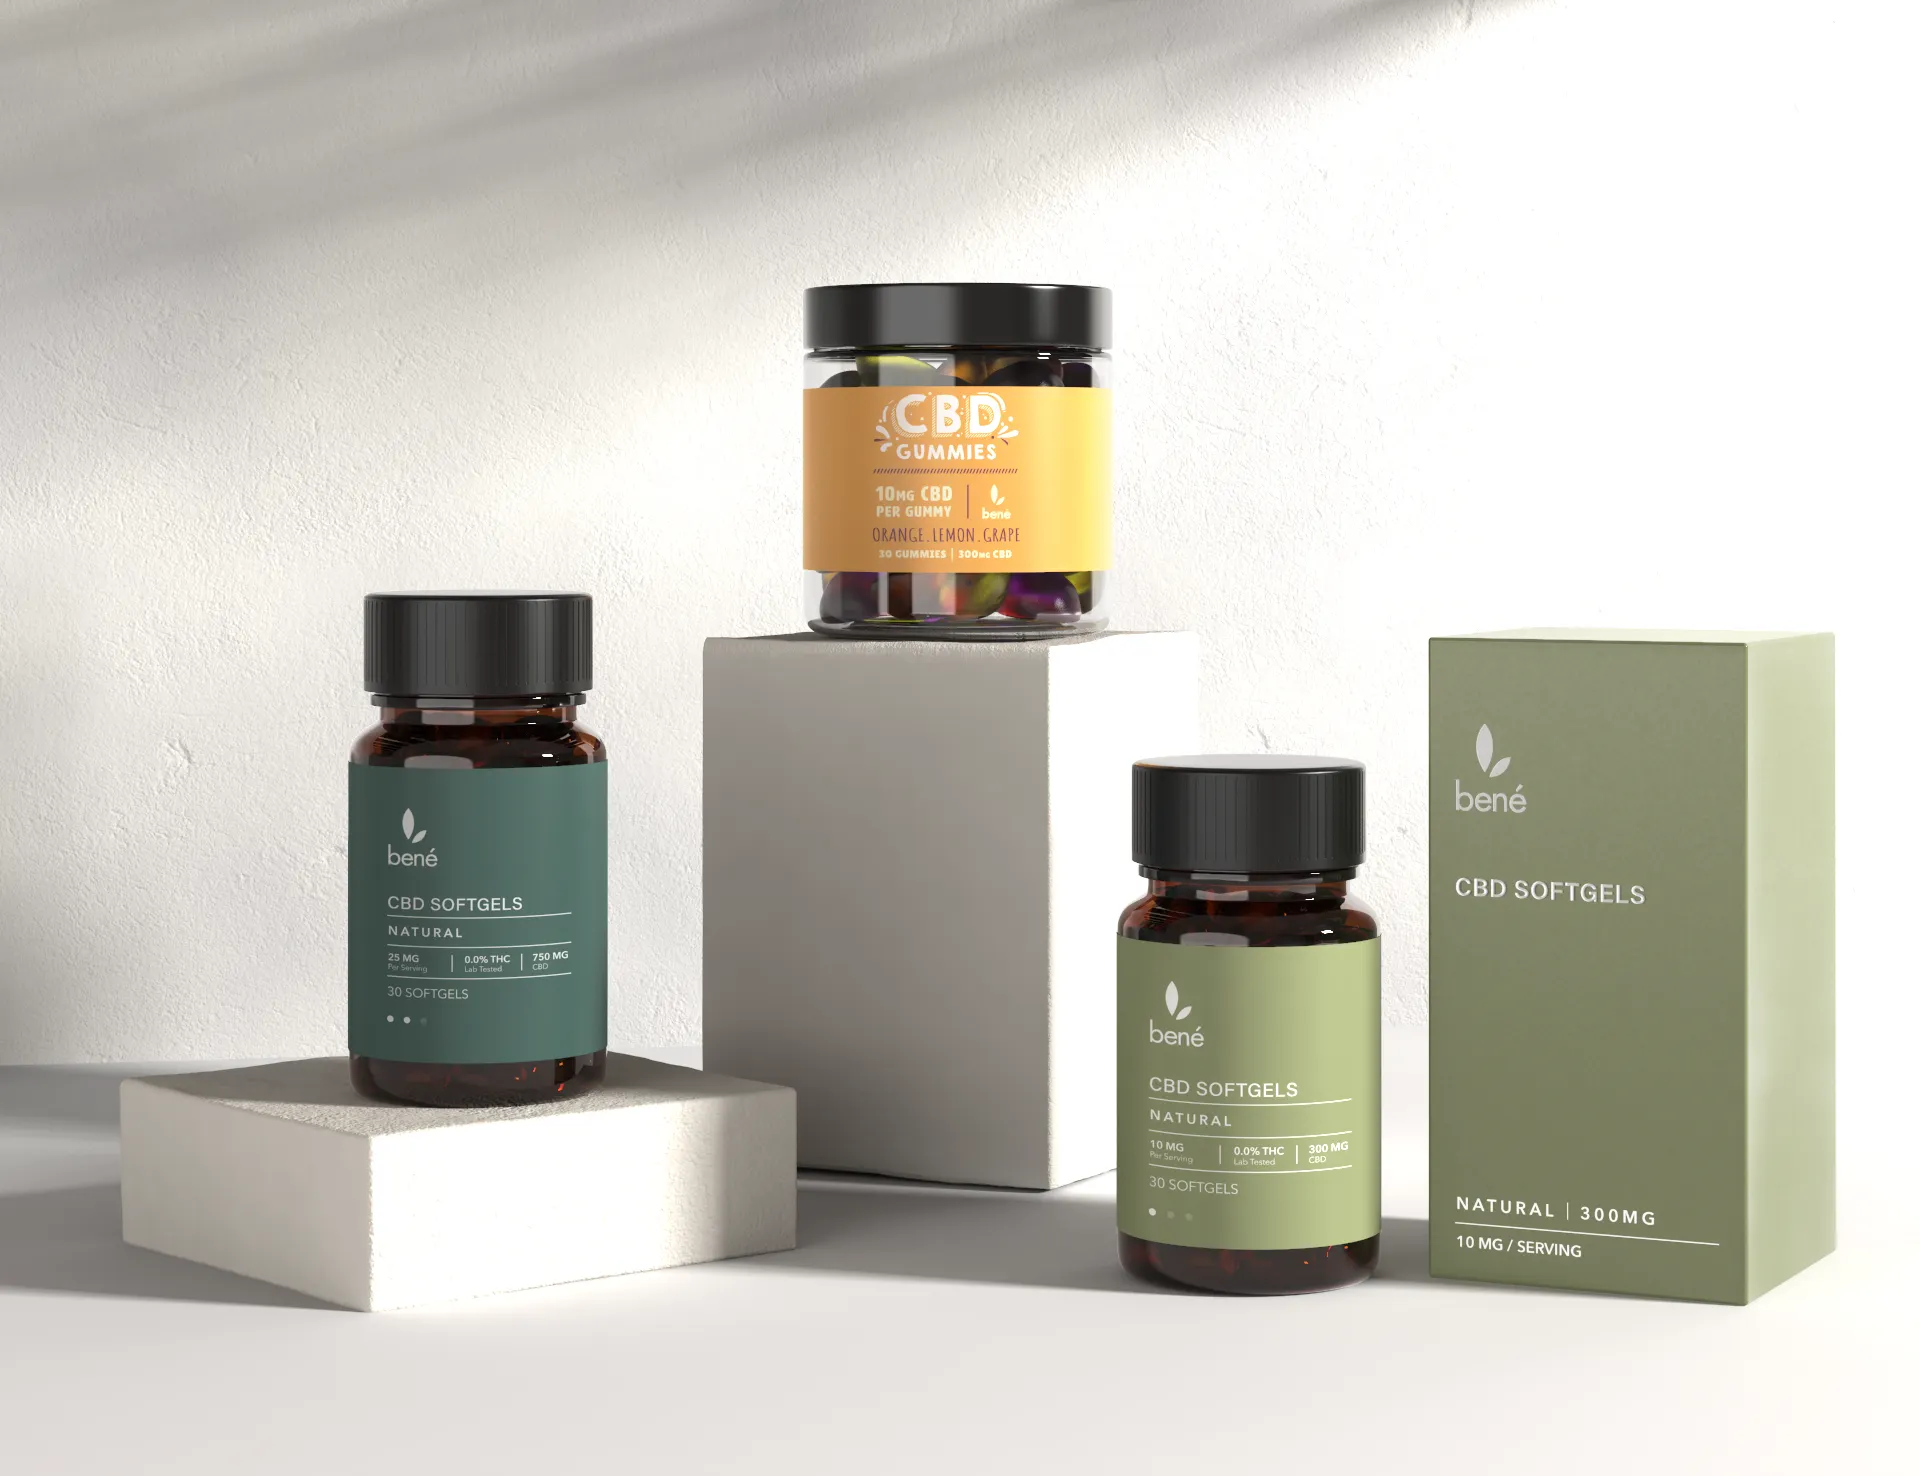 CBD
GUMMIES
10MG CBD
PER GUMMY
bené
ORANGE.LEMON.GRAPE
30 GUMMIES | 300MG CBD
bené
CBD SOFTGELS
NATURAL
25 MG
Per Serving
0.0% THC
Lab Tested
750 MG
CBD
30 SOFTGELS
bené
CBD SOFTGELS
NATURAL
10 MG
Per Serving
0.0% THC
Lab Tested
300 MG
CBD
30 SOFTGELS
bené
CBD SOFTGELS
NATURAL | 300MG
10 MG / SERVING